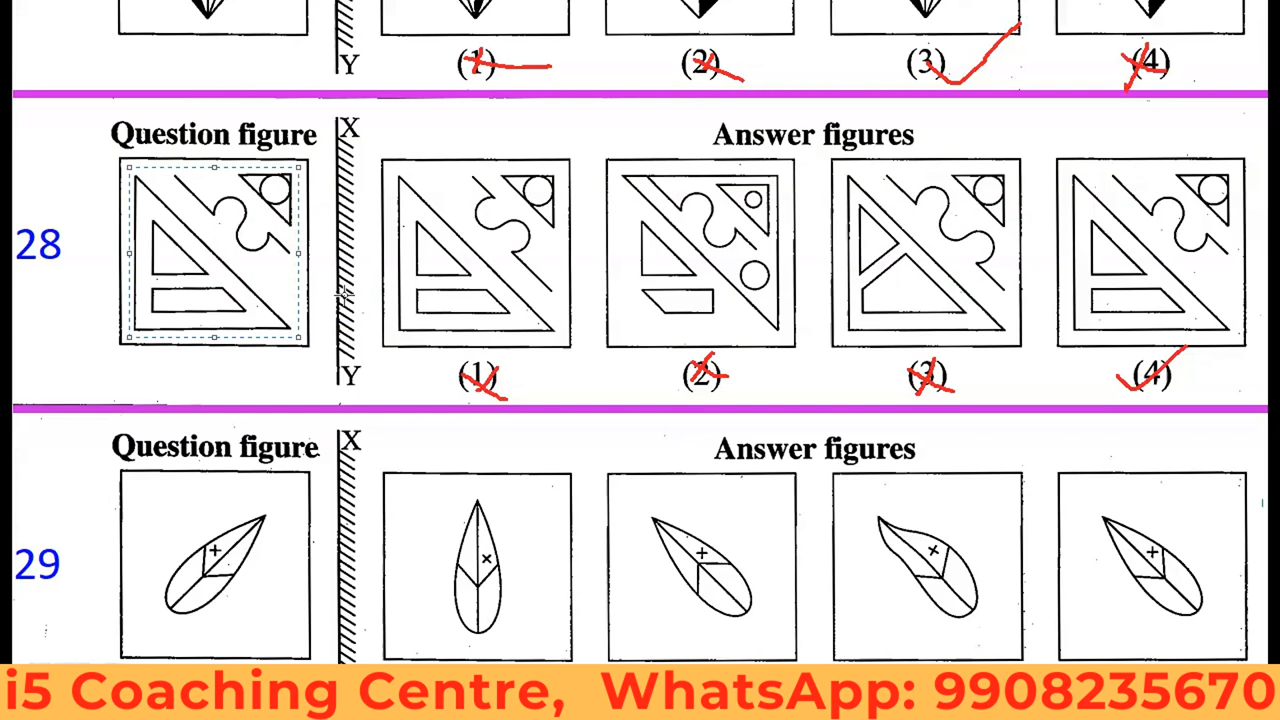 Y
(1) (2) (3) (4)
Question figure X Answer figures
28
Y
(1) (2) (3) (4)
Question figure X Answer figures
29
i5 Coaching Centre, WhatsApp: 9908235670